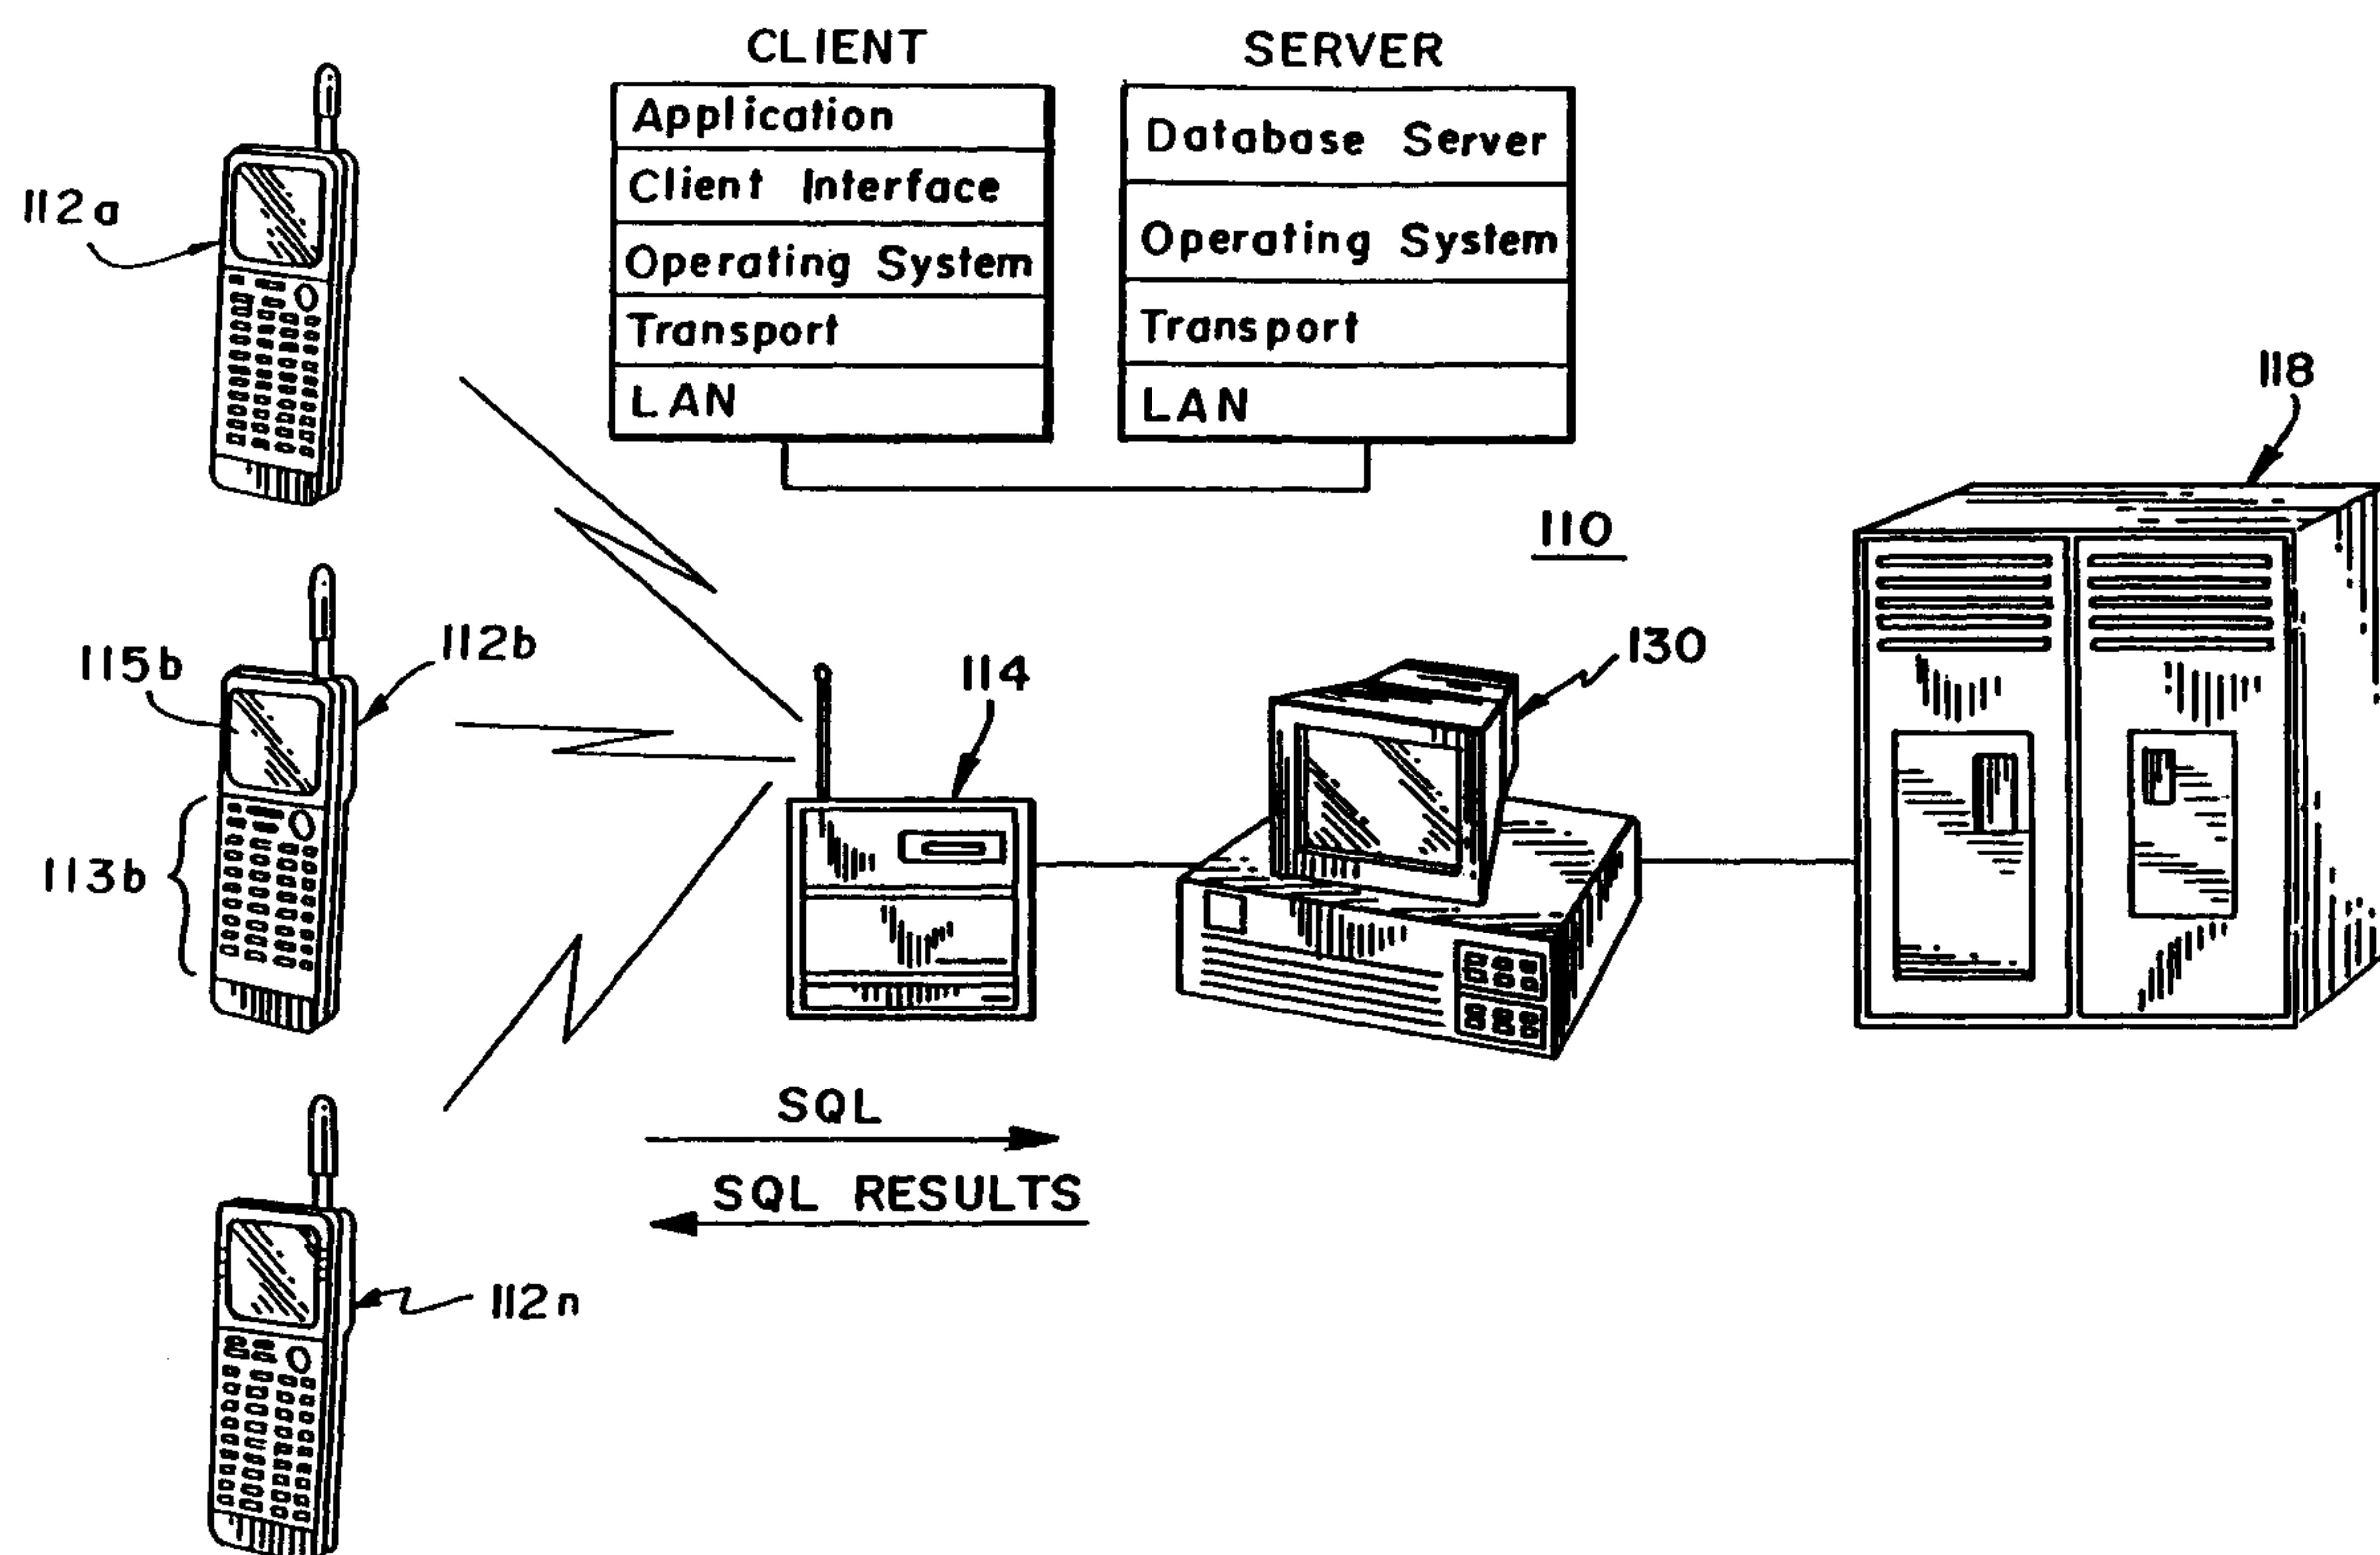 CLIENT
Application
Client Interface
Operating System
Transport
LAN
SERVER
Database Server
Operating System
Transport
LAN
112a
118
110
115b
112b
114
130
113b
SQL
SQL RESULTS
112n